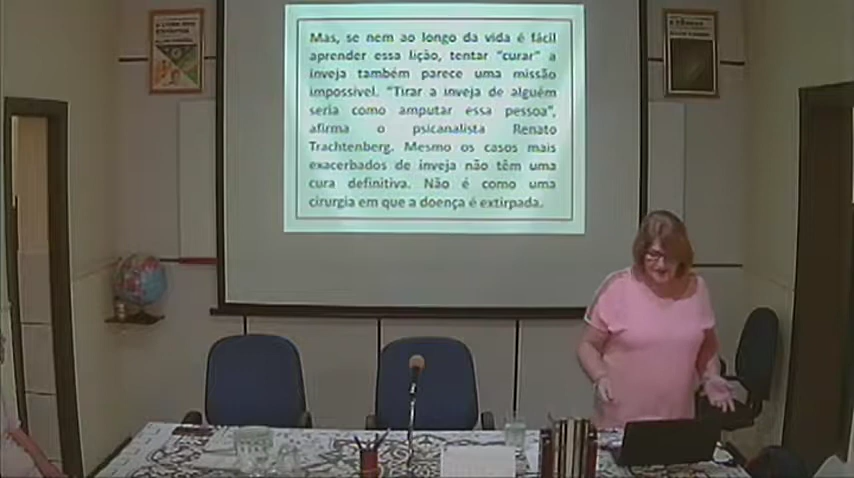 Mas, se nem ao longo da vida é fácil
aprender essa lição, tentar "curar" a
inveja também parece uma missão
impossível. "Tirar a inveja de alguém
seria como amputar essa pessoa",
afirma o psicanalista Renato
Trachtenberg. Mesmo os casos mais
exacerbados de inveja não têm uma
cura definitiva. Não é como uma
cirurgia em que a doença é extirpada.